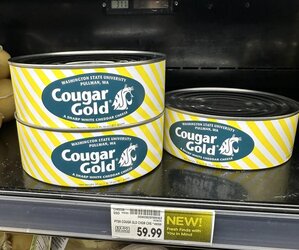 WASHINGTON STATE UNIVERSITY
PULLMAN, WA
Cougar
Gold
A SHARP WHITE CHEDDAR CHEESE
WASHINGTON STATE UNIVERSITY
PULLMAN, WA
Cougar
Gold
A SHARP WHITE CHEDDAR CHEESE
WASHINGTON STATE UNIVERSITY
PULLMAN, WA
Cougar
Gold
A SHARP WHITE CHEDDAR CHEESE
59.99
NEW!
Fresh Finds with
You in Mind